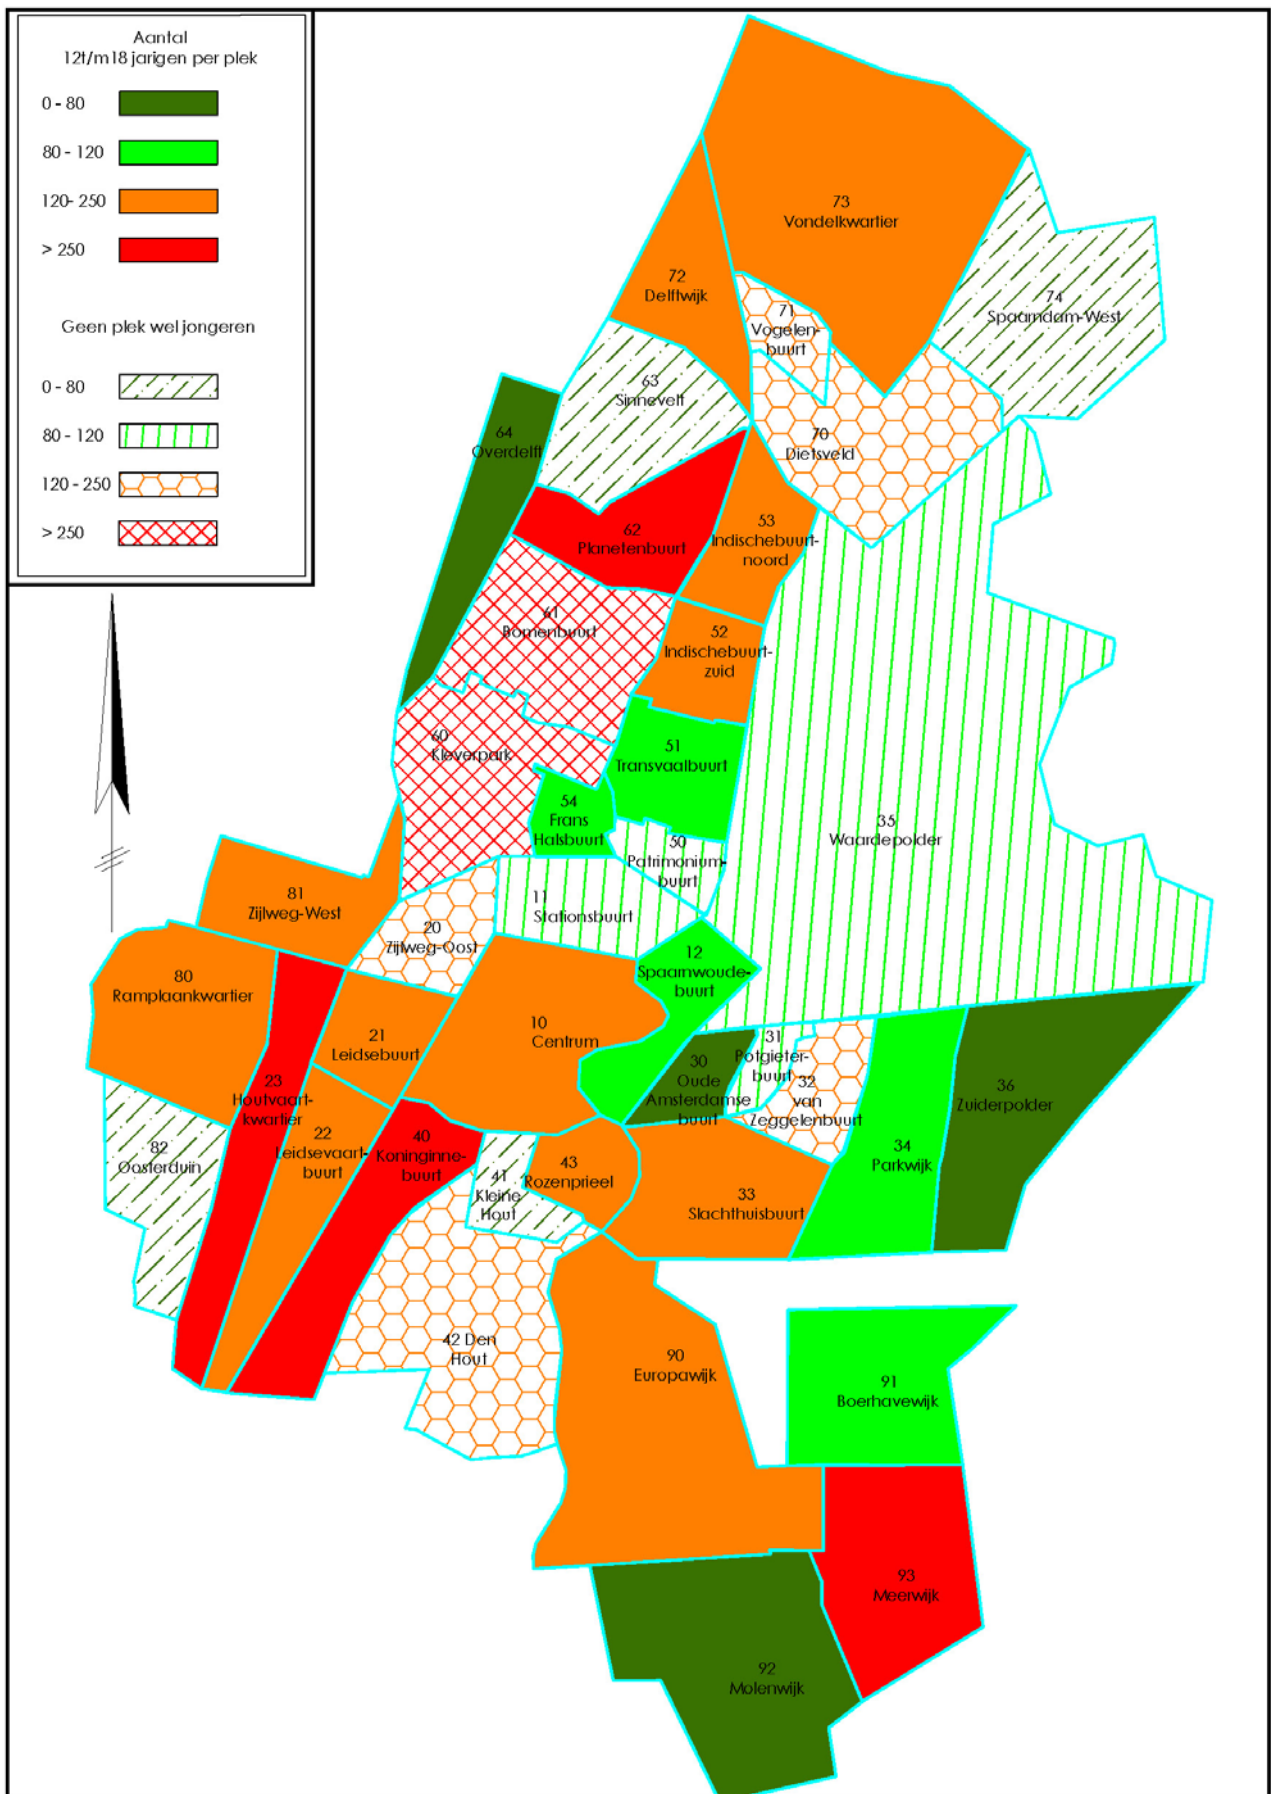 Aantal
12t/m18 jarigen per plek
0 - 80
80 - 120
120- 250
> 250
Geen plek wel jongeren
0 - 80
80 - 120
120 - 250
> 250
73
Vondelkwartier
72
Delftwijk
74
Spaarndam-West
71
Vogelen-
buurt
63
Sinnevelt
64
Overdelft
70
Dietsveld
62
Planetenbuurt
53
Indischebuurt-
noord
61
Bomenbuurt
52
Indischebuurt-
zuid
60
Kleverpark
51
Transvaalbuurt
54
Frans
Halsbuurt
35
Waardepolder
50
Patrimonium-
buurt
81
Zijlweg-West
11
Stationsbuurt
20
Zijlweg-Oost
12
Spaarnwoude-
buurt
80
Ramplaankwartier
10
Centrum
21
Leidsebuurt
31
Potgieter-
buurt
30
Oude
Amsterdamse
buurt
32
van
Zeggelenbuurt
36
Zuiderpolder
23
Houtvaart-
kwartier
22
Leidsevaart-
buurt
40
Koninginne-
buurt
82
Oosterduin
34
Parkwijk
41
Kleine
Hout
43
Rozenprieel
33
Slachthuisbuurt
42 Den
Hout
90
Europawijk
91
Boerhavewijk
93
Meerwijk
92
Molenwijk